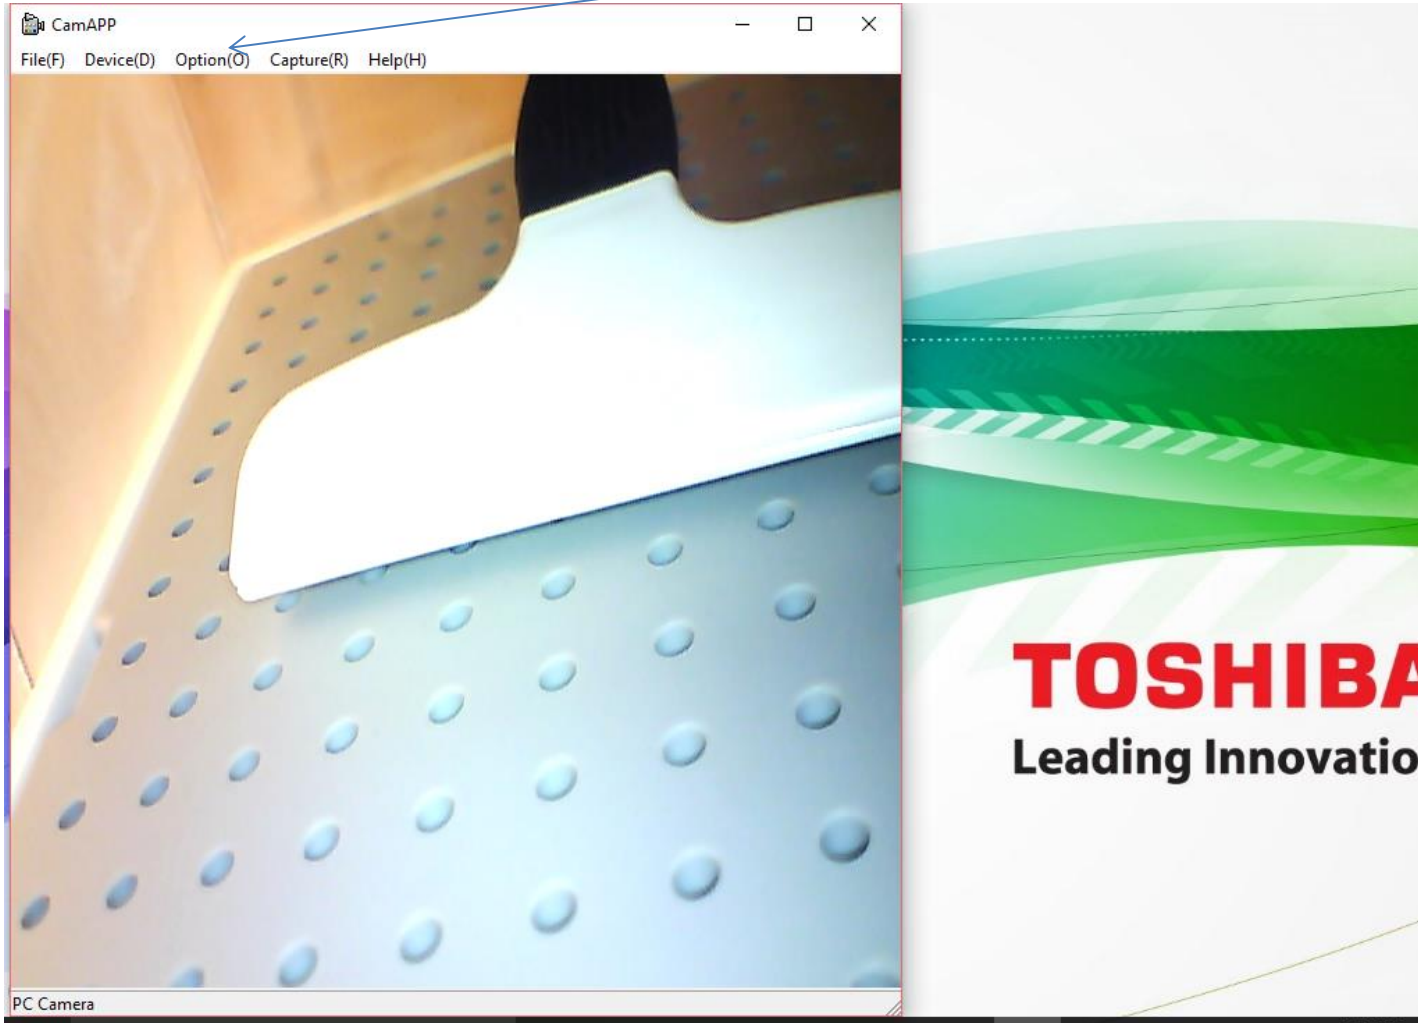 CamAPP
File(F) Device(D) Option(O) Capture(R) Help(H)
TOSHIBA
Leading Innovatio
PC Camera